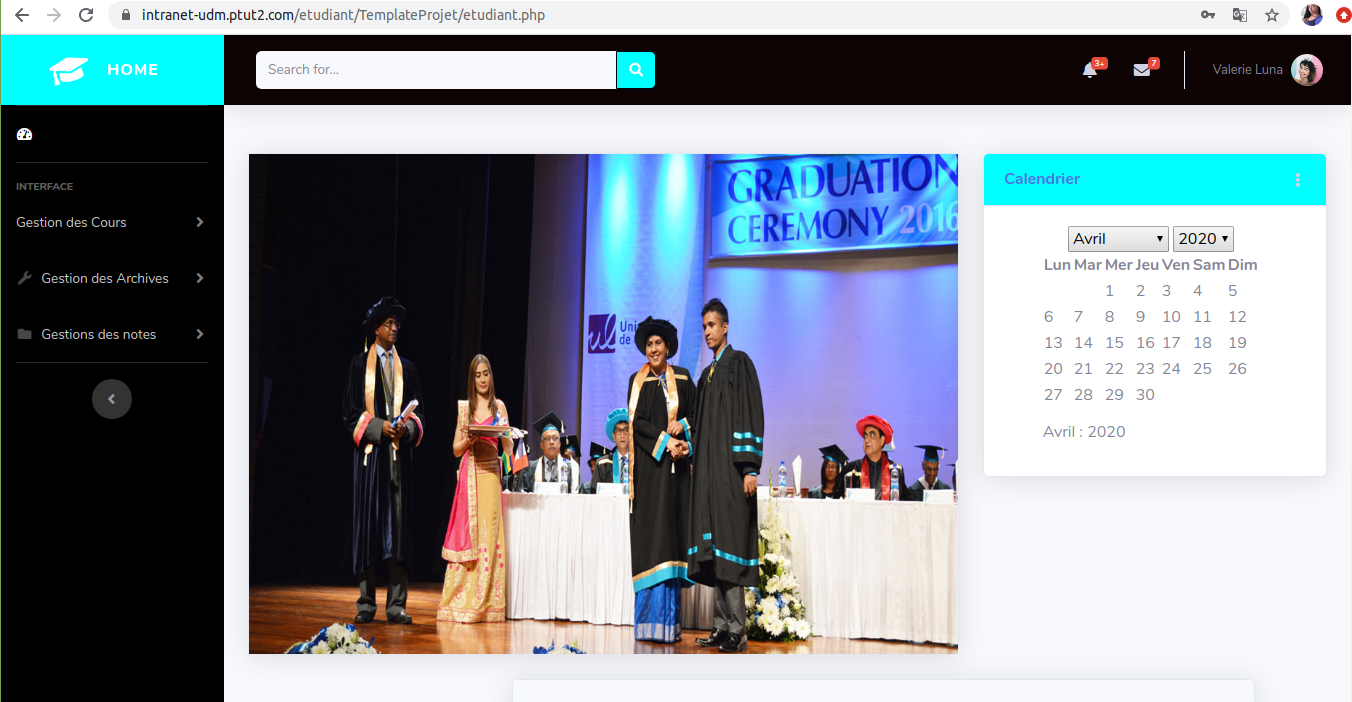 intranet-udm.ptut2.com/etudiant/TemplateProjet/etudiant.php
HOME
Search for...
3+
7
Valerie Luna
INTERFACE
Gestion des Cours
Gestion des Archives
Gestions des notes
GRADUATION
CEREMONY 2016
Uni
de
Calendrier
Avril 2020
Lun Mar Mer Jeu Ven Sam Dim
1 2 3 4 5
6 7 8 9 10 11 12
13 14 15 16 17 18 19
20 21 22 23 24 25 26
27 28 29 30
Avril : 2020